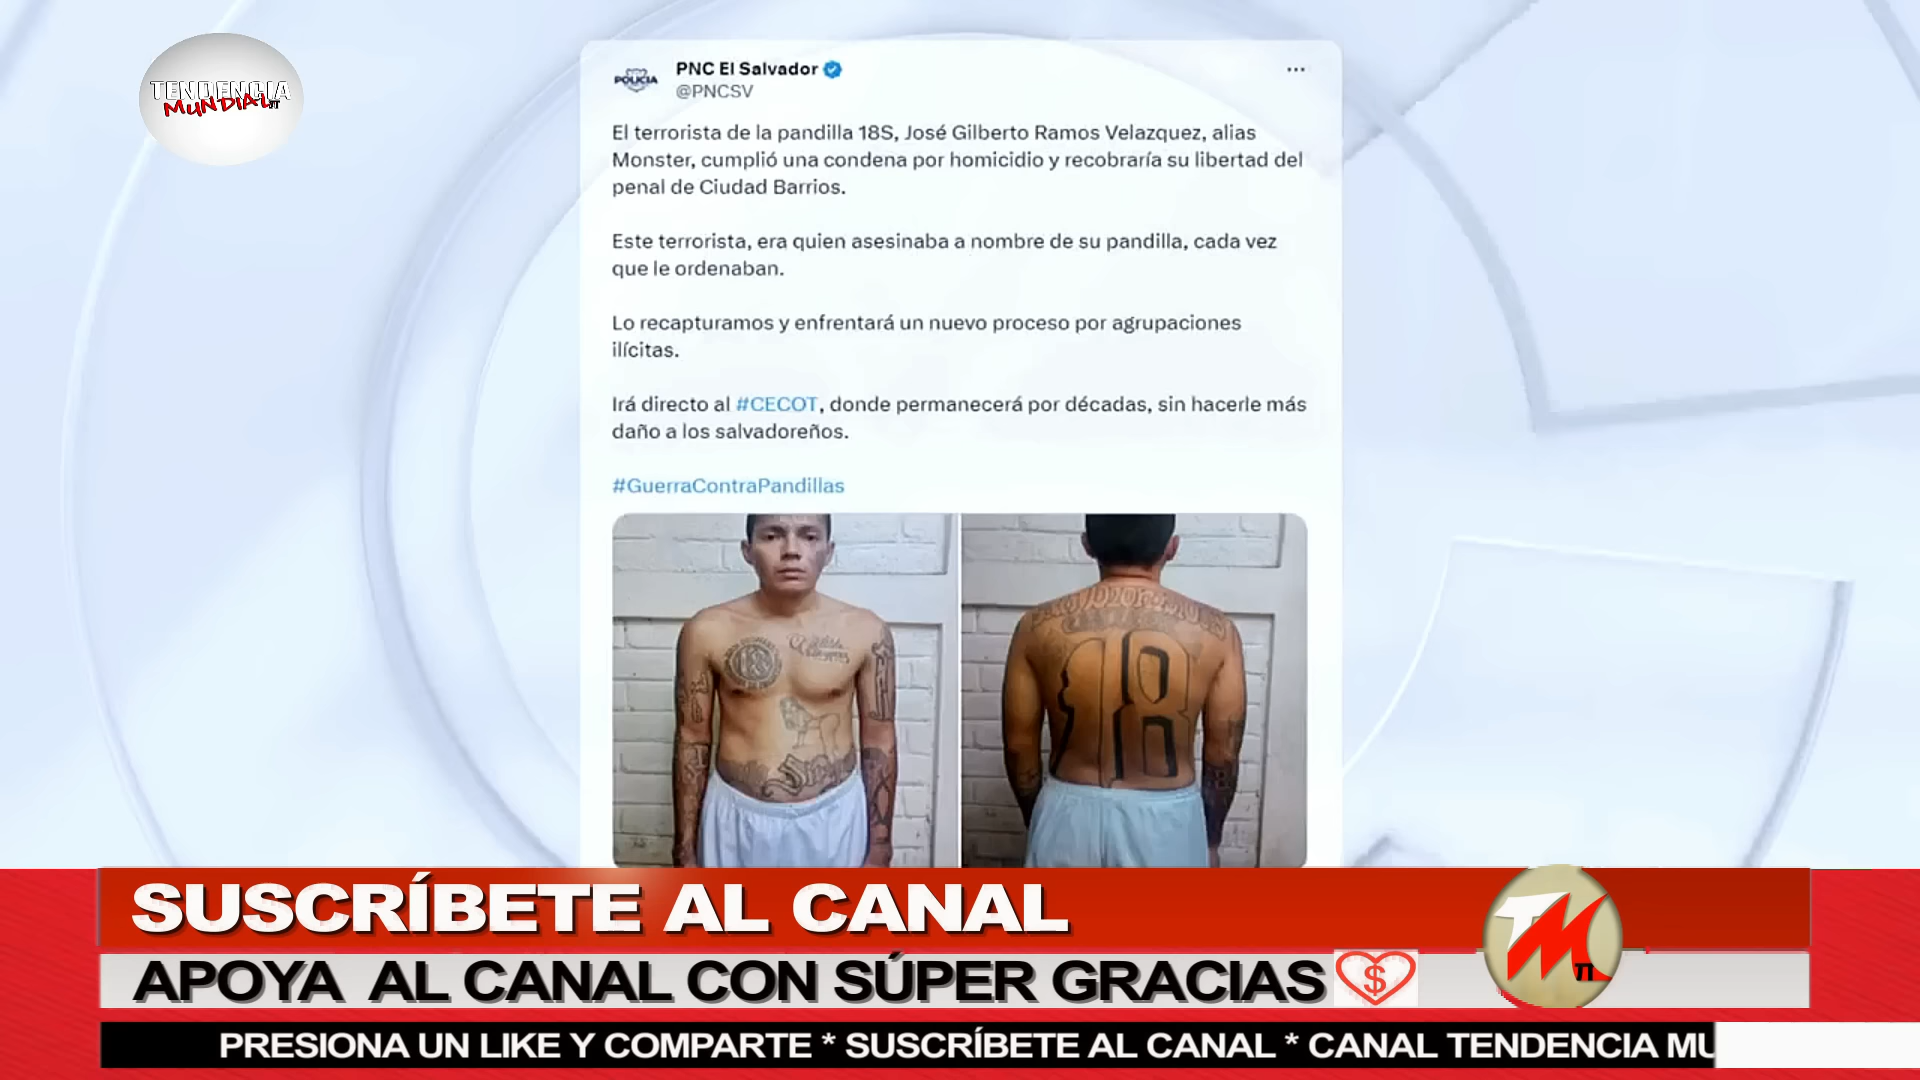 TENDENCIA
MUNDIAL
PNC El Salvador
POLICIA
@PNCSV
El terrorista de la pandilla 18S, José Gilberto Ramos Velazquez, alias
Monster, cumplió una condena por homicidio y recobraría su libertad del
penal de Ciudad Barrios.
Este terrorista, era quien asesinaba a nombre de su pandilla, cada vez
que le ordenaban.
Lo recapturamos y enfrentará un nuevo proceso por agrupaciones
ilícitas.
Irá directo al #CECOT, donde permanecerá por décadas, sin hacerle más
daño a los salvadoreños.
#GuerraContraPandillas
18
18
SUSCRÍBETE AL CANAL
APOYA AL CANAL CON SÚPER GRACIAS $
TM π
PRESIONA UN LIKE Y COMPARTE * SUSCRÍBETE AL CANAL * CANAL TENDENCIA MU